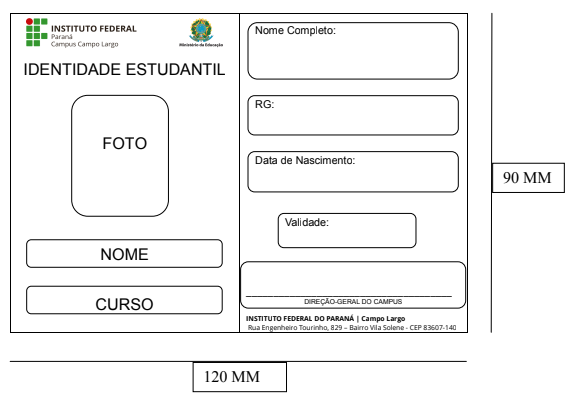 INSTITUTO FEDERAL
Paraná
Campus Campo Largo
Ministério da Educação
IDENTIDADE ESTUDANTIL
FOTO
NOME
CURSO
Nome Completo:
RG:
Data de Nascimento:
Validade:
DIREÇÃO-GERAL DO CAMPUS
INSTITUTO FEDERAL DO PARANÁ | Campo Largo
Rua Engenheiro Tourinho, 829 – Bairro Vila Solene - CEP 83607-140
90 MM
120 MM